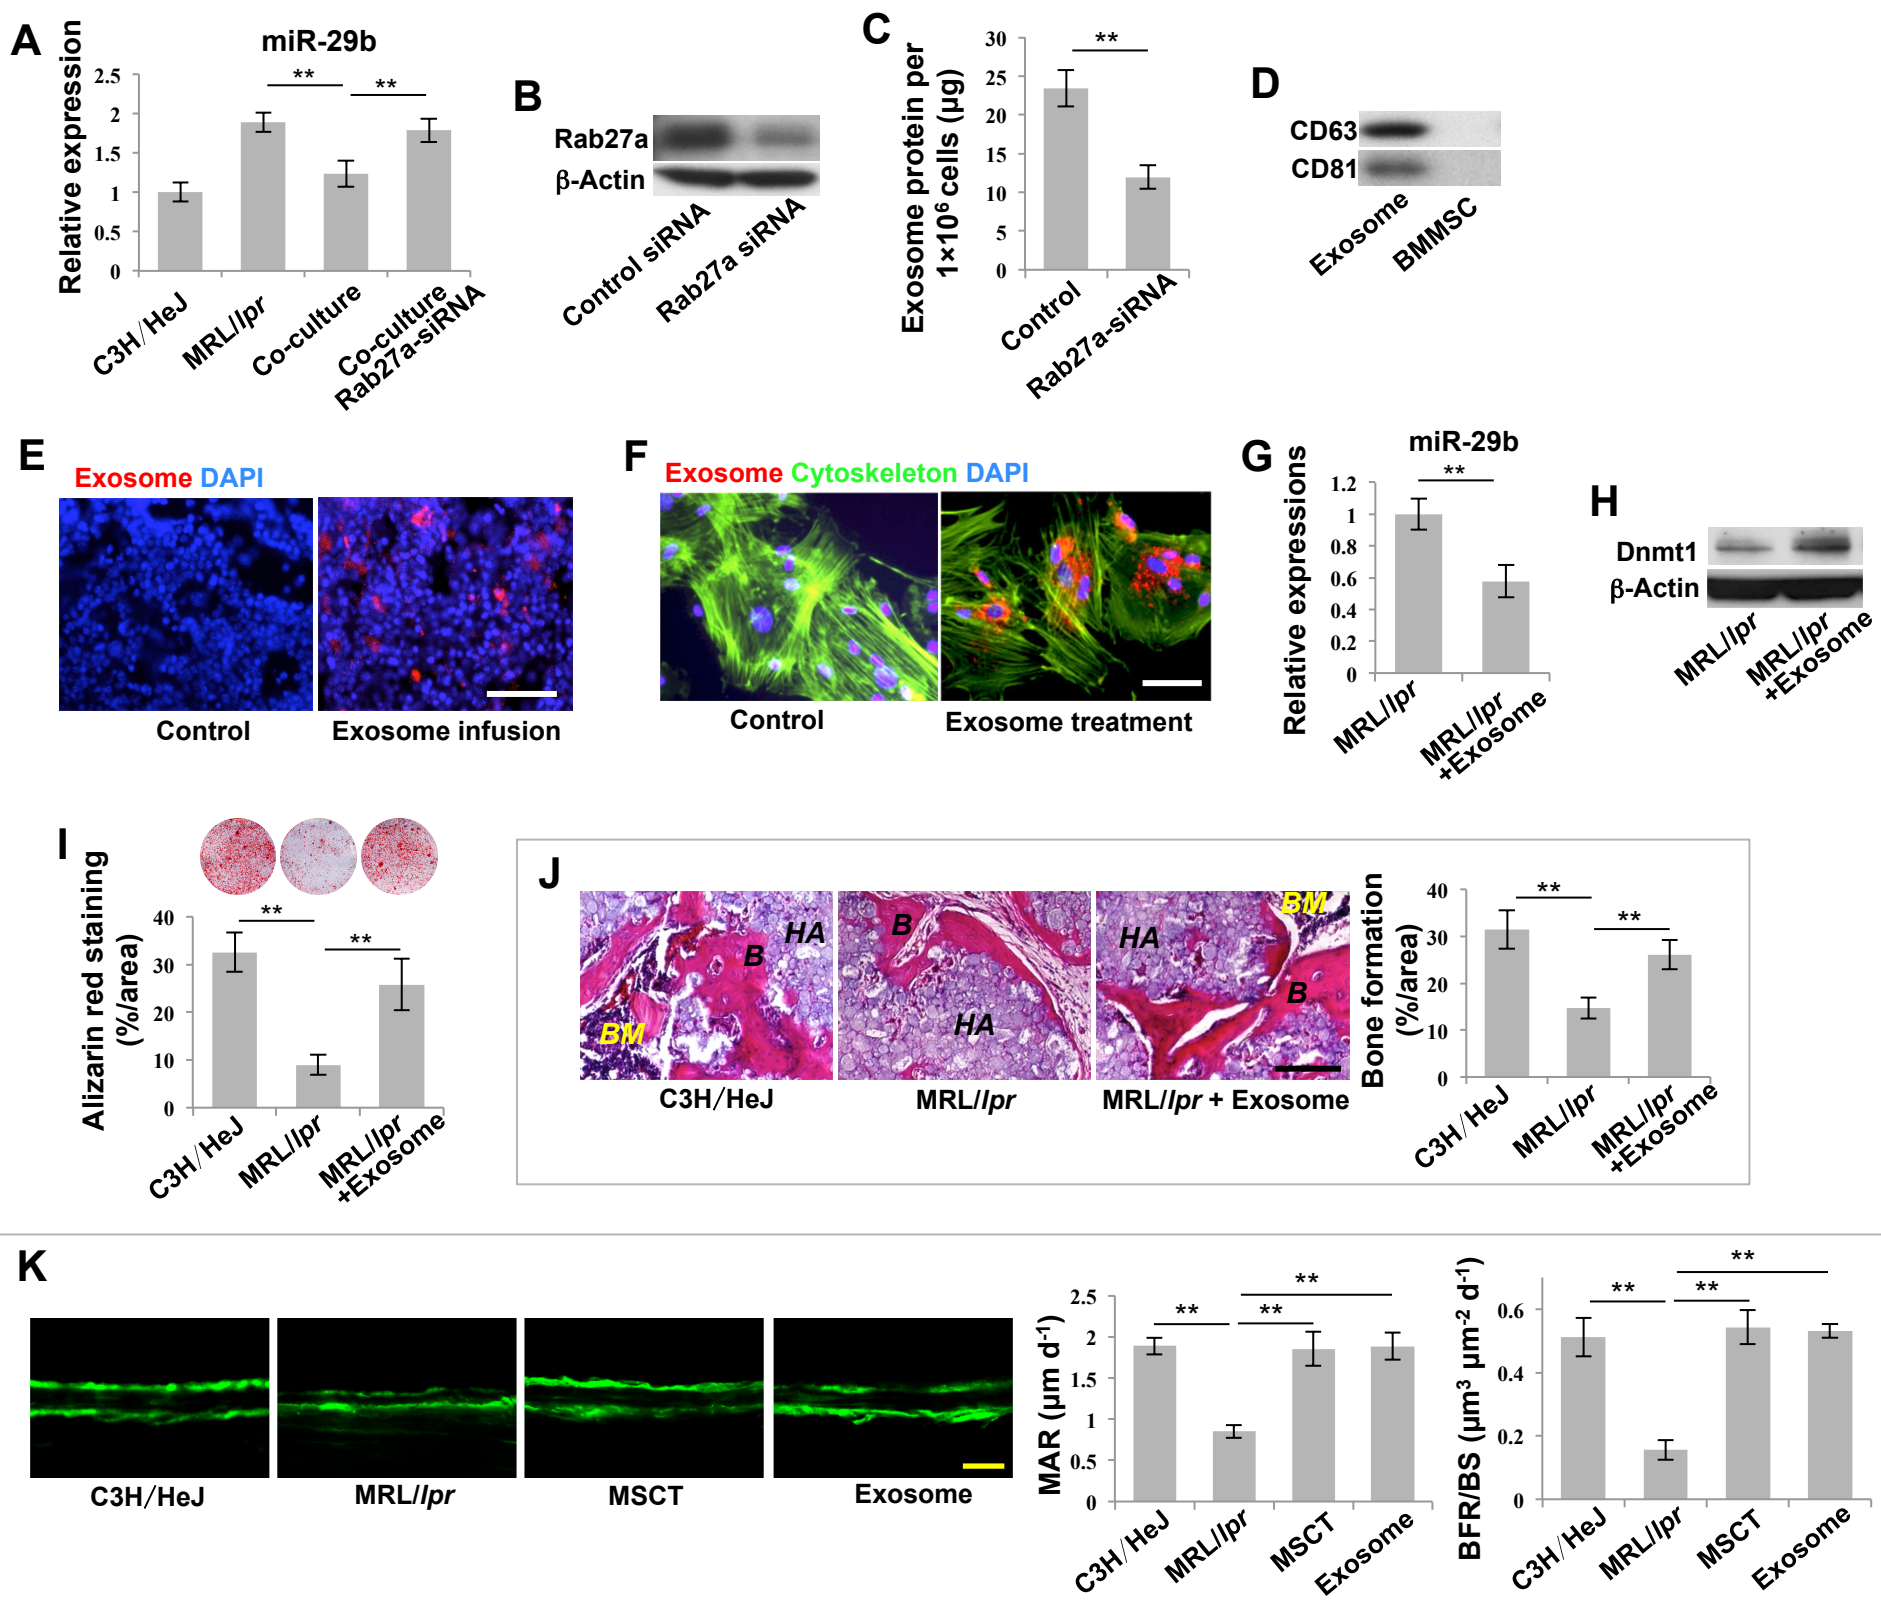 A
miR-29b
Relative expression
2.5
2
1.5
1
0.5
0
**
**
C3H/HeJ
MRL/lpr
Co-culture
Co-culture
Rab27a-siRNA
B
Rab27a
β-Actin
Control siRNA
Rab27a siRNA
C
Exosome protein per
1×10⁶ cells (µg)
30
25
20
15
10
5
0
**
Control
Rab27a-siRNA
D
CD63
CD81
Exosome
BMMSC
E
Exosome DAPI
Control
Exosome infusion
F
Exosome Cytoskeleton DAPI
Control
Exosome treatment
G
miR-29b
Relative expressions
1.2
1
0.8
0.6
0.4
0.2
0
**
MRL/lpr
MRL/lpr
+Exosome
H
Dnmt1
β-Actin
MRL/lpr
MRL/lpr
+Exosome
I
Alizarin red staining
(%/area)
40
30
20
10
0
**
**
C3H/HeJ
MRL/lpr
MRL/lpr
+Exosome
J
HA
B
BM
C3H/HeJ
B
HA
MRL/lpr
BM
HA
B
MRL/lpr + Exosome
Bone formation
(%/area)
40
30
20
10
0
**
**
C3H/HeJ
MRL/lpr
MRL/lpr
+Exosome
K
C3H/HeJ
MRL/lpr
MSCT
Exosome
MAR (µm d⁻¹)
2.5
2
1.5
1
0.5
0
**
**
**
C3H/HeJ
MRL/lpr
MSCT
Exosome
BFR/BS (µm³ µm⁻² d⁻¹)
0.6
0.4
0.2
0
**
**
**
C3H/HeJ
MRL/lpr
MSCT
Exosome